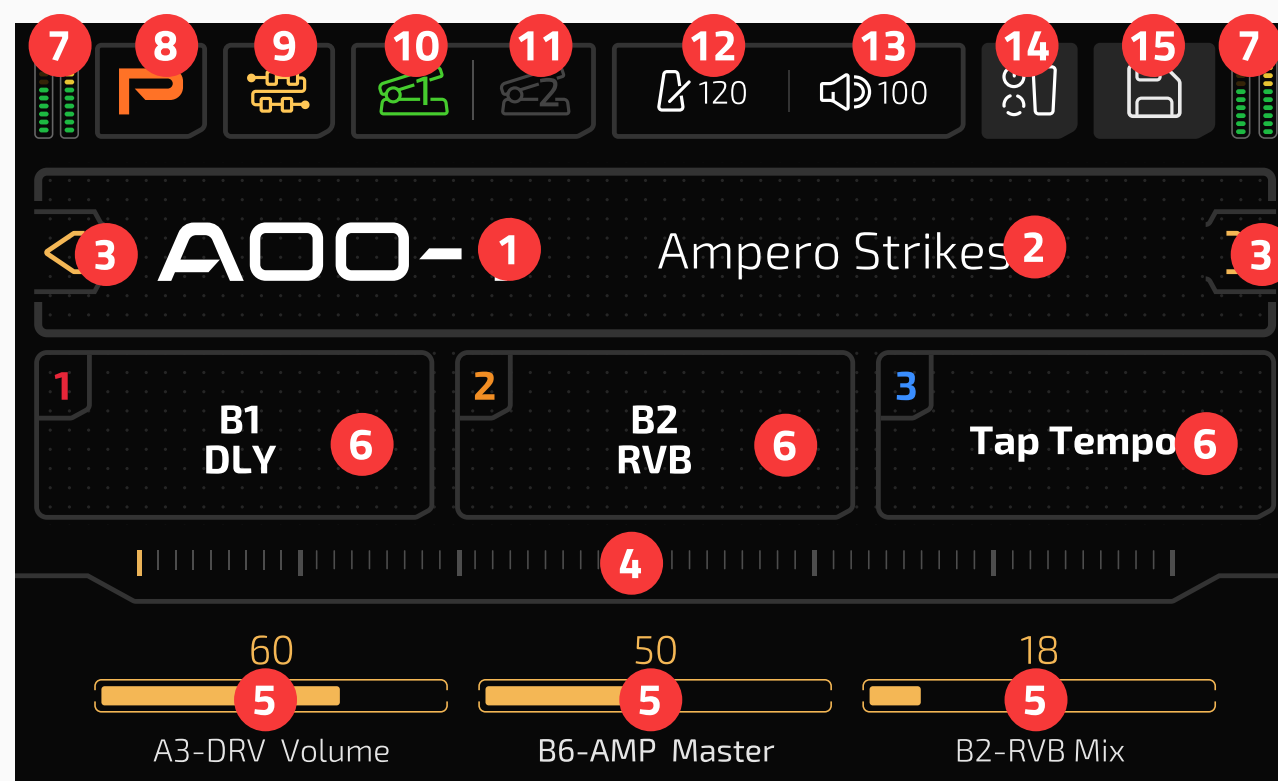 7 8 9 10 11 12 13 14 15 7
1 2 120 100
3 A00- 1 Ampero Strikes 2 3
1 2 3
B1 B2 Tap Tempo
DLY 6 RVB 6 6
4
60 50 18
5 5 5
A3-DRV Volume B6-AMP Master B2-RVB Mix